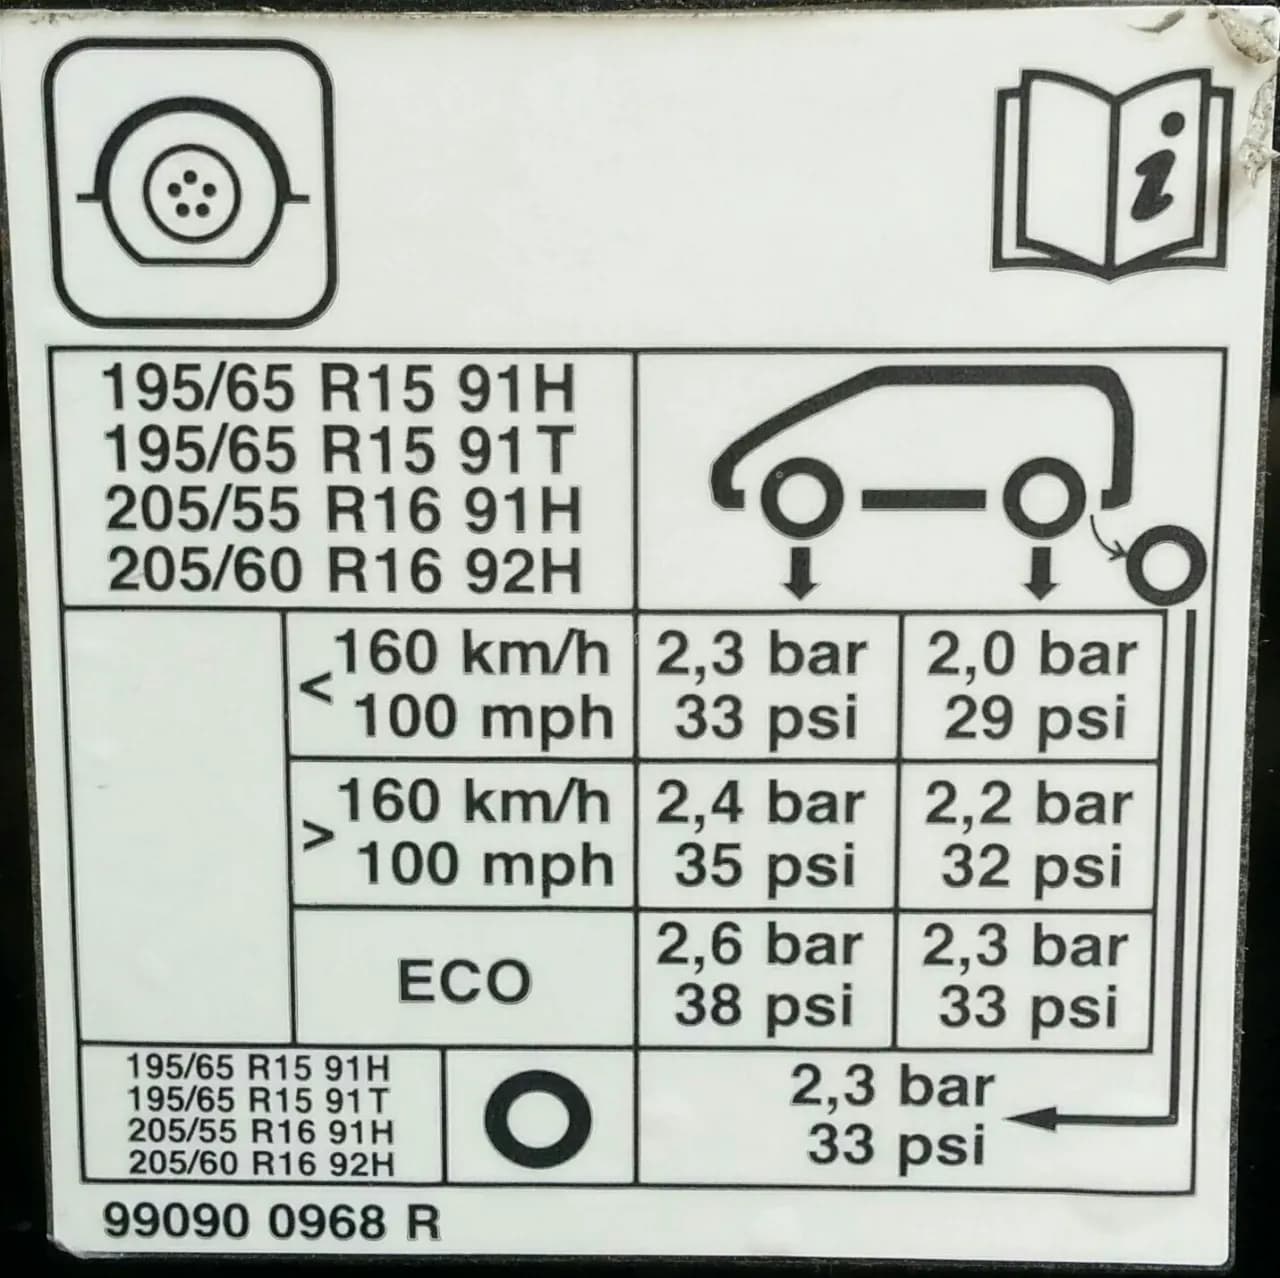 i
195/65 R15 91H
195/65 R15 91T
205/55 R16 91H
205/60 R16 92H
< 160 km/h 2,3 bar 2,0 bar
100 mph 33 psi 29 psi
> 160 km/h 2,4 bar 2,2 bar
100 mph 35 psi 32 psi
ECO 2,6 bar 2,3 bar
38 psi 33 psi
195/65 R15 91H
195/65 R15 91T
205/55 R16 91H
205/60 R16 92H
2,3 bar
33 psi
99090 0968 R